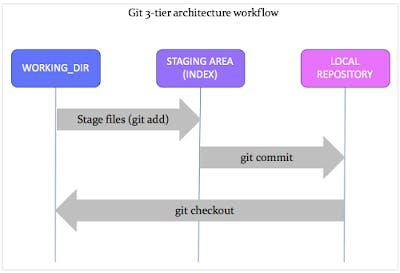 Git 3-tier architecture workflow
WORKING_DIR
STAGING AREA
(INDEX)
LOCAL
REPOSITORY
Stage files (git add)
git commit
git checkout